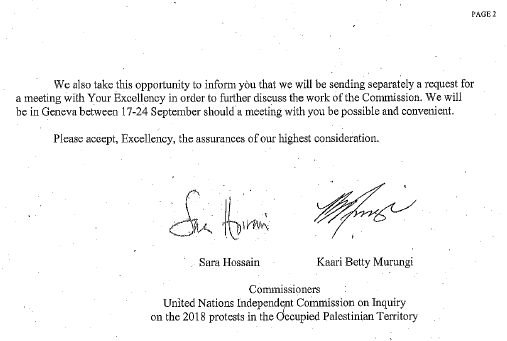 PAGE 2
We also take this opportunity to inform you that we will be sending separately a request for
a meeting with Your Excellency in order to further discuss the work of the Commission. We will
be in Geneva between 17-24 September should a meeting with you be possible and convenient.
Please accept, Excellency, the assurances of our highest consideration.
Sara Hossain Kaari Betty Murungi
Commissioners
United Nations Independent Commission on Inquiry
on the 2018 protests in the Occupied Palestinian Territory